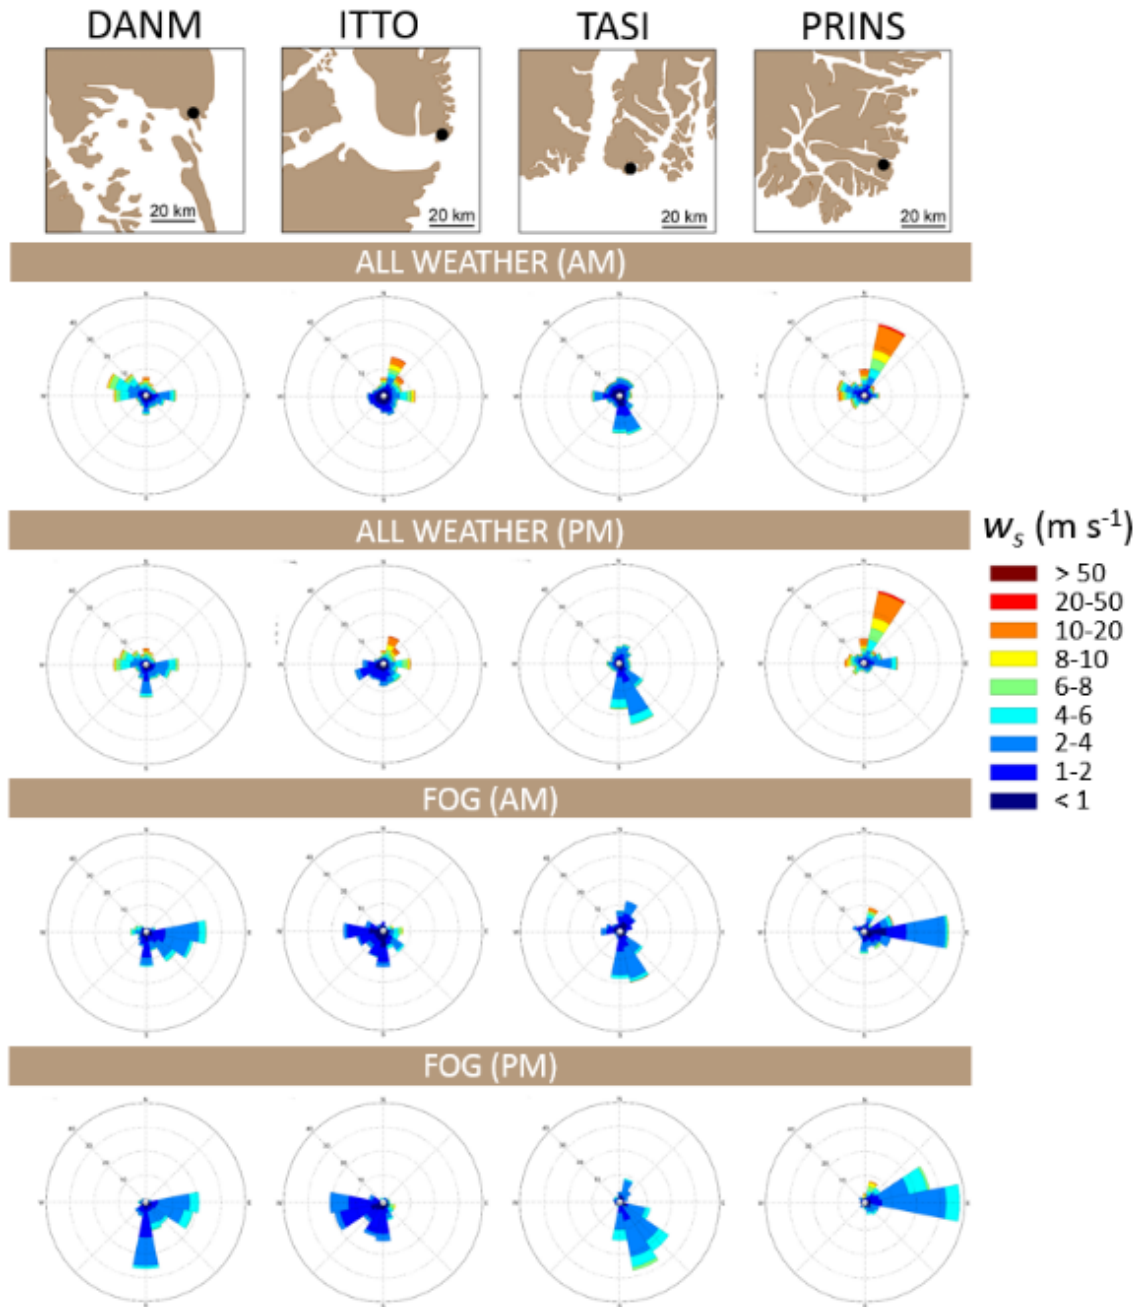 DANM ITTO TASI PRINS
20 km 20 km 20 km 20 km
ALL WEATHER (AM)
ALL WEATHER (PM)
w_s (m s⁻¹)
> 50
20-50
10-20
8-10
6-8
4-6
2-4
1-2
< 1
FOG (AM)
FOG (PM)